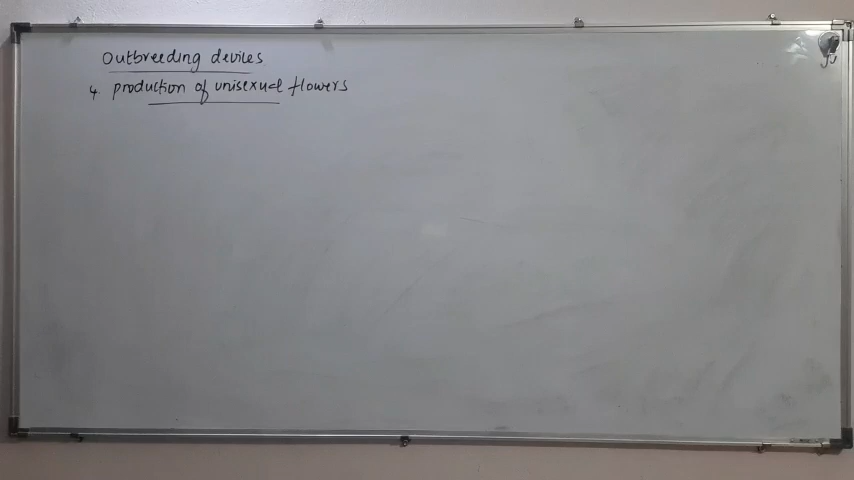 Outbreeding devices
4. production of unisexual flowers